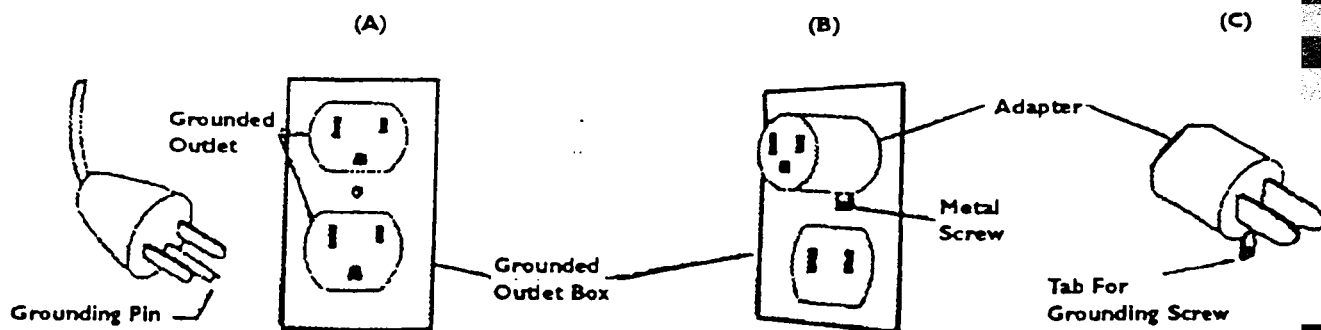 (A)
(B)
(C)
Grounded
Outlet
Adapter
Metal
Screw
Grounded
Outlet Box
Tab For
Grounding Screw
Grounding Pin